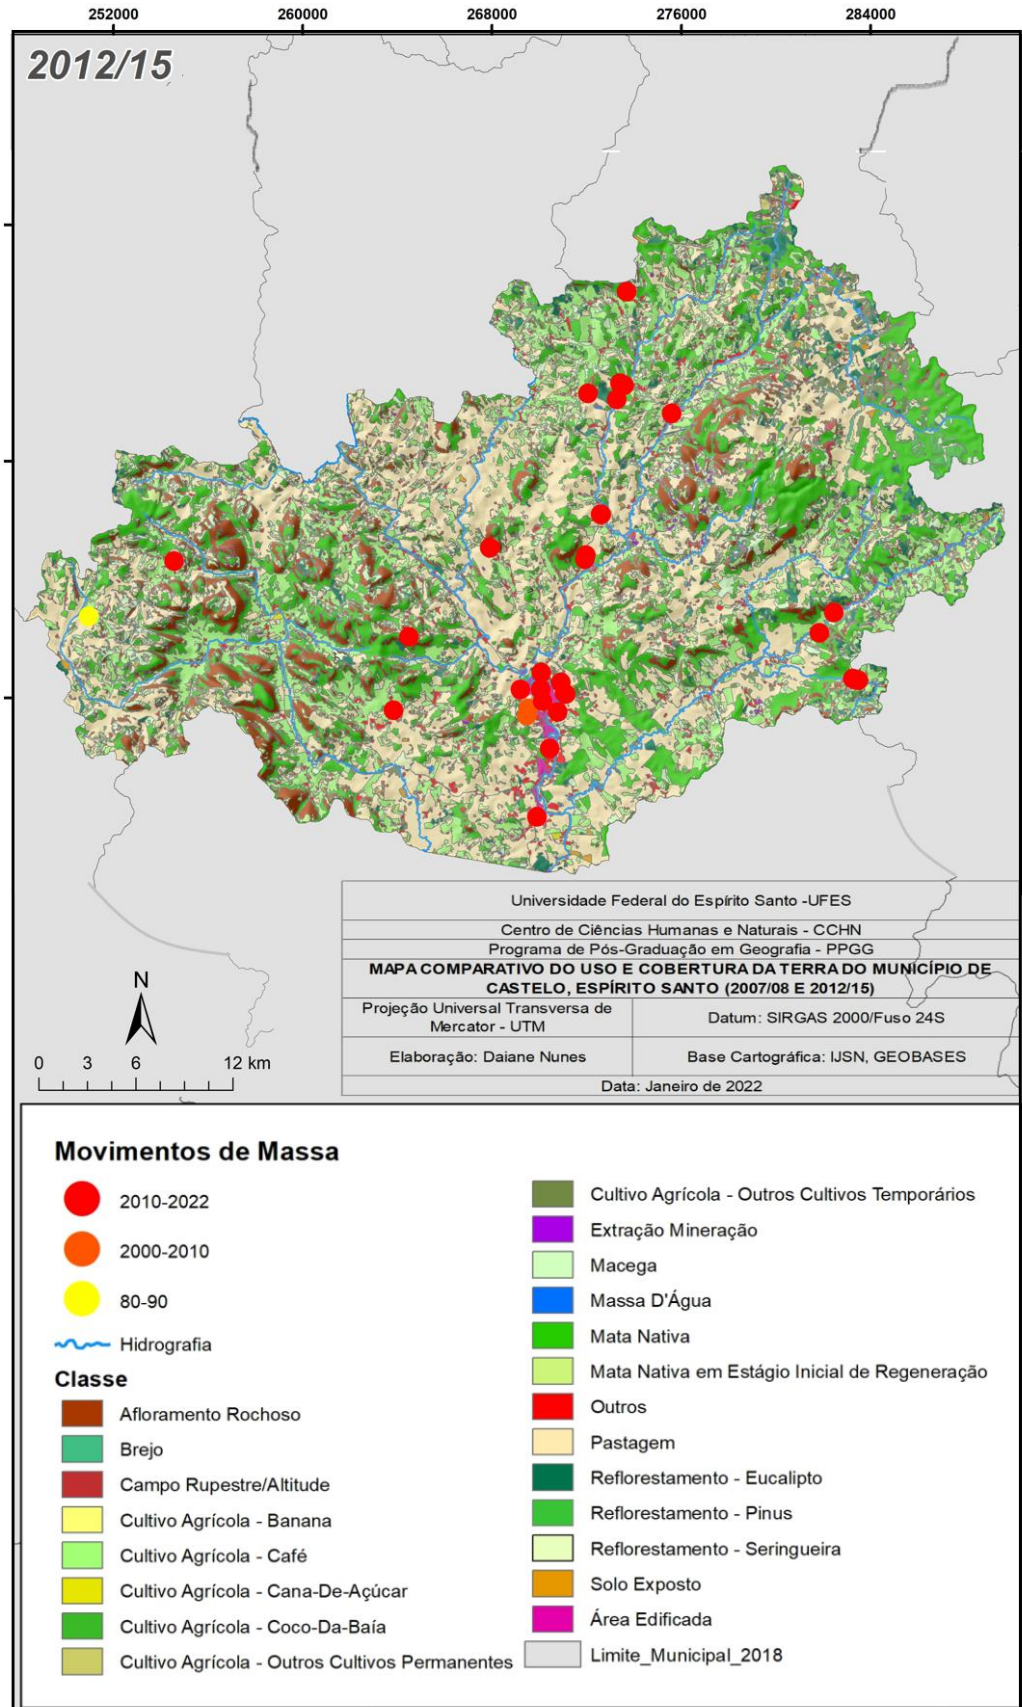 252000 260000 268000 276000 284000
2012/15
Universidade Federal do Espírito Santo -UFES
Centro de Ciências Humanas e Naturais - CCHN
Programa de Pós-Graduação em Geografia - PPGG
MAPA COMPARATIVO DO USO E COBERTURA DA TERRA DO MUNICÍPIO DE
CASTELO, ESPÍRITO SANTO (2007/08 E 2012/15)
Projeção Universal Transversa de
Mercator - UTM
Datum: SIRGAS 2000/Fuso 24S
Elaboração: Daiane Nunes
Base Cartográfica: IJSN, GEOBASES
Data: Janeiro de 2022
N
0 3 6 12 km
Movimentos de Massa
2010-2022
2000-2010
80-90
Hidrografia
Classe
Afloramento Rochoso
Brejo
Campo Rupestre/Altitude
Cultivo Agrícola - Banana
Cultivo Agrícola - Café
Cultivo Agrícola - Cana-De-Açúcar
Cultivo Agrícola - Coco-Da-Baía
Cultivo Agrícola - Outros Cultivos Permanentes
Cultivo Agrícola - Outros Cultivos Temporários
Extração Mineração
Macega
Massa D'Água
Mata Nativa
Mata Nativa em Estágio Inicial de Regeneração
Outros
Pastagem
Reflorestamento - Eucalipto
Reflorestamento - Pinus
Reflorestamento - Seringueira
Solo Exposto
Área Edificada
Limite_Municipal_2018